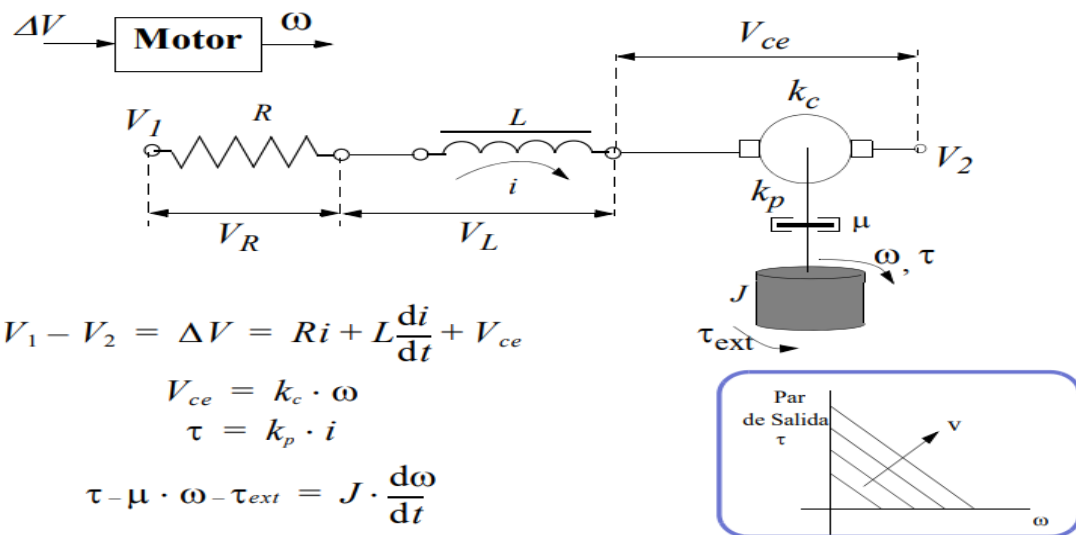 ΔV Motor ω
V_ce
k_c
V_1 R L V_2
i
k_p
V_R V_L μ
ω, τ
J
τ_ext
V_1 − V_2 = ΔV = Ri + L di/dt + V_ce
V_ce = k_c · ω
τ = k_p · i
τ − μ · ω − τ_ext = J · dω/dt
Par
de Salida
τ
v
ω